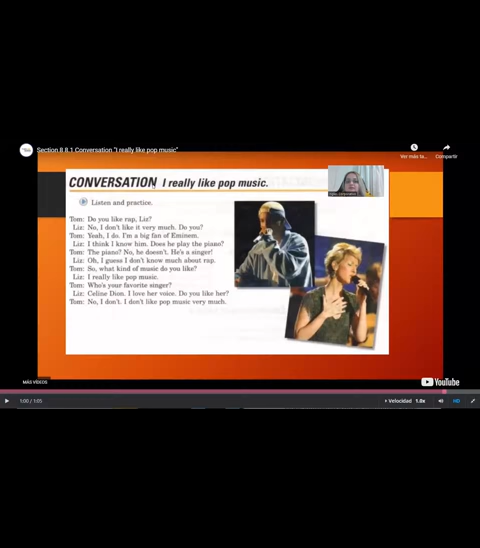 Section 8 8.1 Conversation "I really like pop music"
Ver más ta...
Compartir
CONVERSATION I really like pop music.
Listen and practice.
Tom: Do you like rap, Liz?
Liz: No, I don't like it very much. Do you?
Tom: Yeah, I do. I'm a big fan of Eminem.
Liz: I think I know him. Does he play the piano?
Tom: The piano? No, he doesn't. He's a singer!
Liz: Oh, I guess I don't know much about rap.
Tom: So, what kind of music do you like?
Liz: I really like pop music.
Tom: Who's your favorite singer?
Liz: Celine Dion. I love her voice. Do you like her?
Tom: No, I don't. I don't like pop music very much.
MÁS VÍDEOS
YouTube
1:00 / 1:05
Velocidad 1.0x
HD